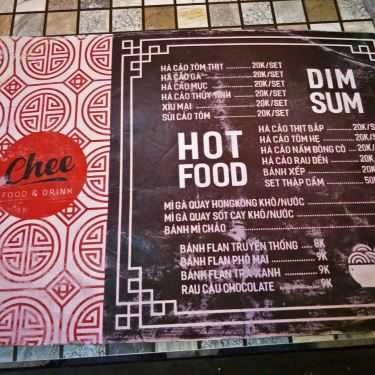 Chee
FOOD & DRINK
DIM
SUM
HÁ CẢO TÔM THỊT 20K/SET
HÁ CẢO GÀ 20K/SET
HÁ CẢO MỰC 20K/SET
HÁ CẢO THỦY TINH 20K/SET
XÍU MẠI 20K/SET
SỦI CẢO TÔM 20K/SET
HOT
FOOD
HÁ CẢO THỊT BẮP 20K/
HÁ CẢO TÔM HẸ 20K/
HÁ CẢO NẤM ĐÔNG CÔ 20K/
HÁ CẢO RAU DỀN 20K
BÁNH XẾP 20K
SET THẬP CẨM
MÌ GÀ QUAY HONGKONG KHÔ/NƯỚC
MÌ GÀ QUAY SỐT CAY KHÔ/NƯỚC
BÁNH MÌ CHẢO
BÁNH FLAN TRUYỀN THỐNG 8K
BÁNH FLAN PHÔ MAI 9K
BÁNH FLAN TRÀ XANH 9K
RAU CÂU CHOCOLATE 9K